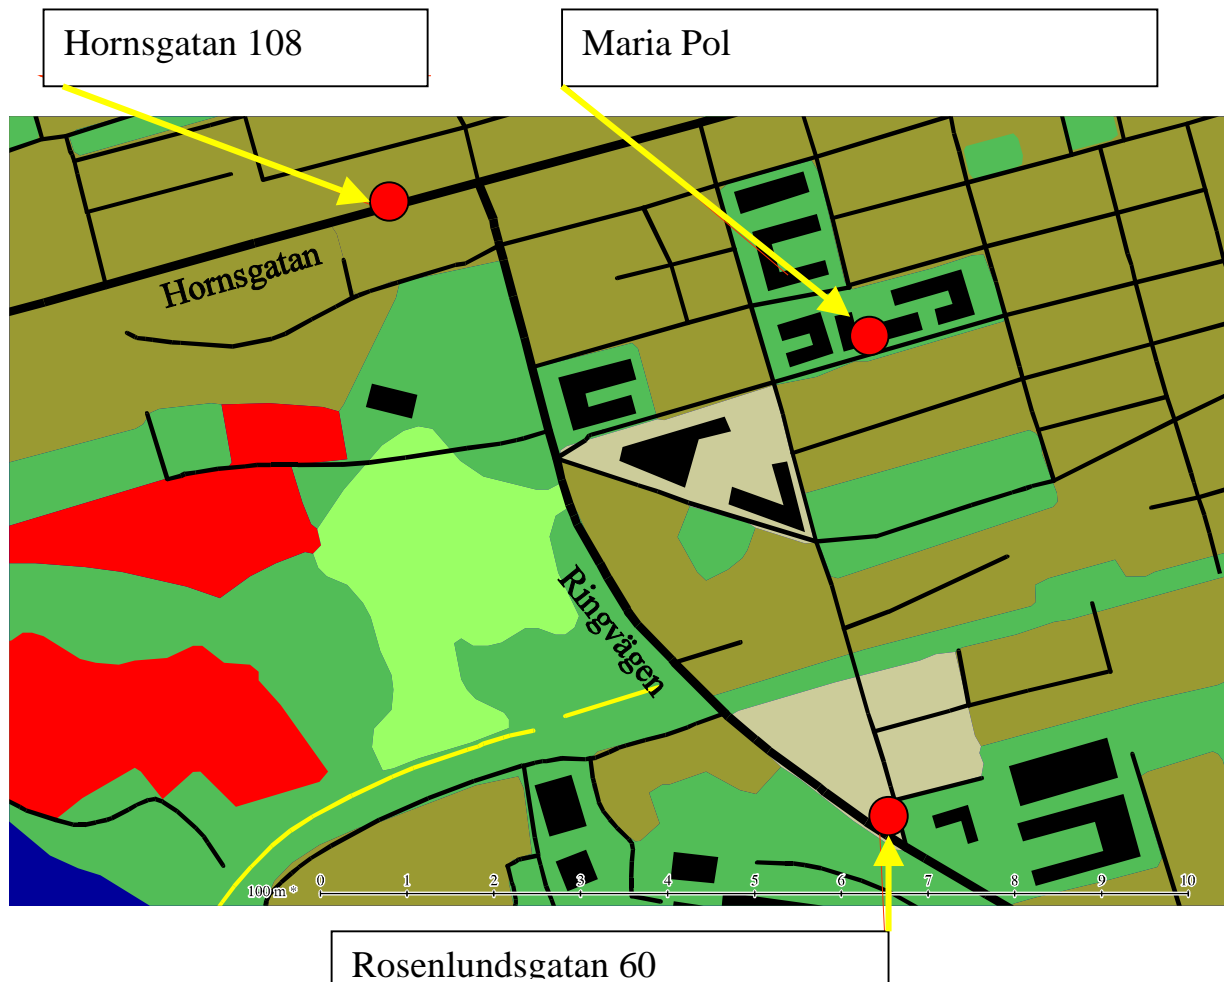 Hornsgatan 108
Maria Pol
Hornsgatan
Ringvägen
100 m * 0 1 2 3 4 5 6 7 8 9 10
Rosenlundsgatan 60